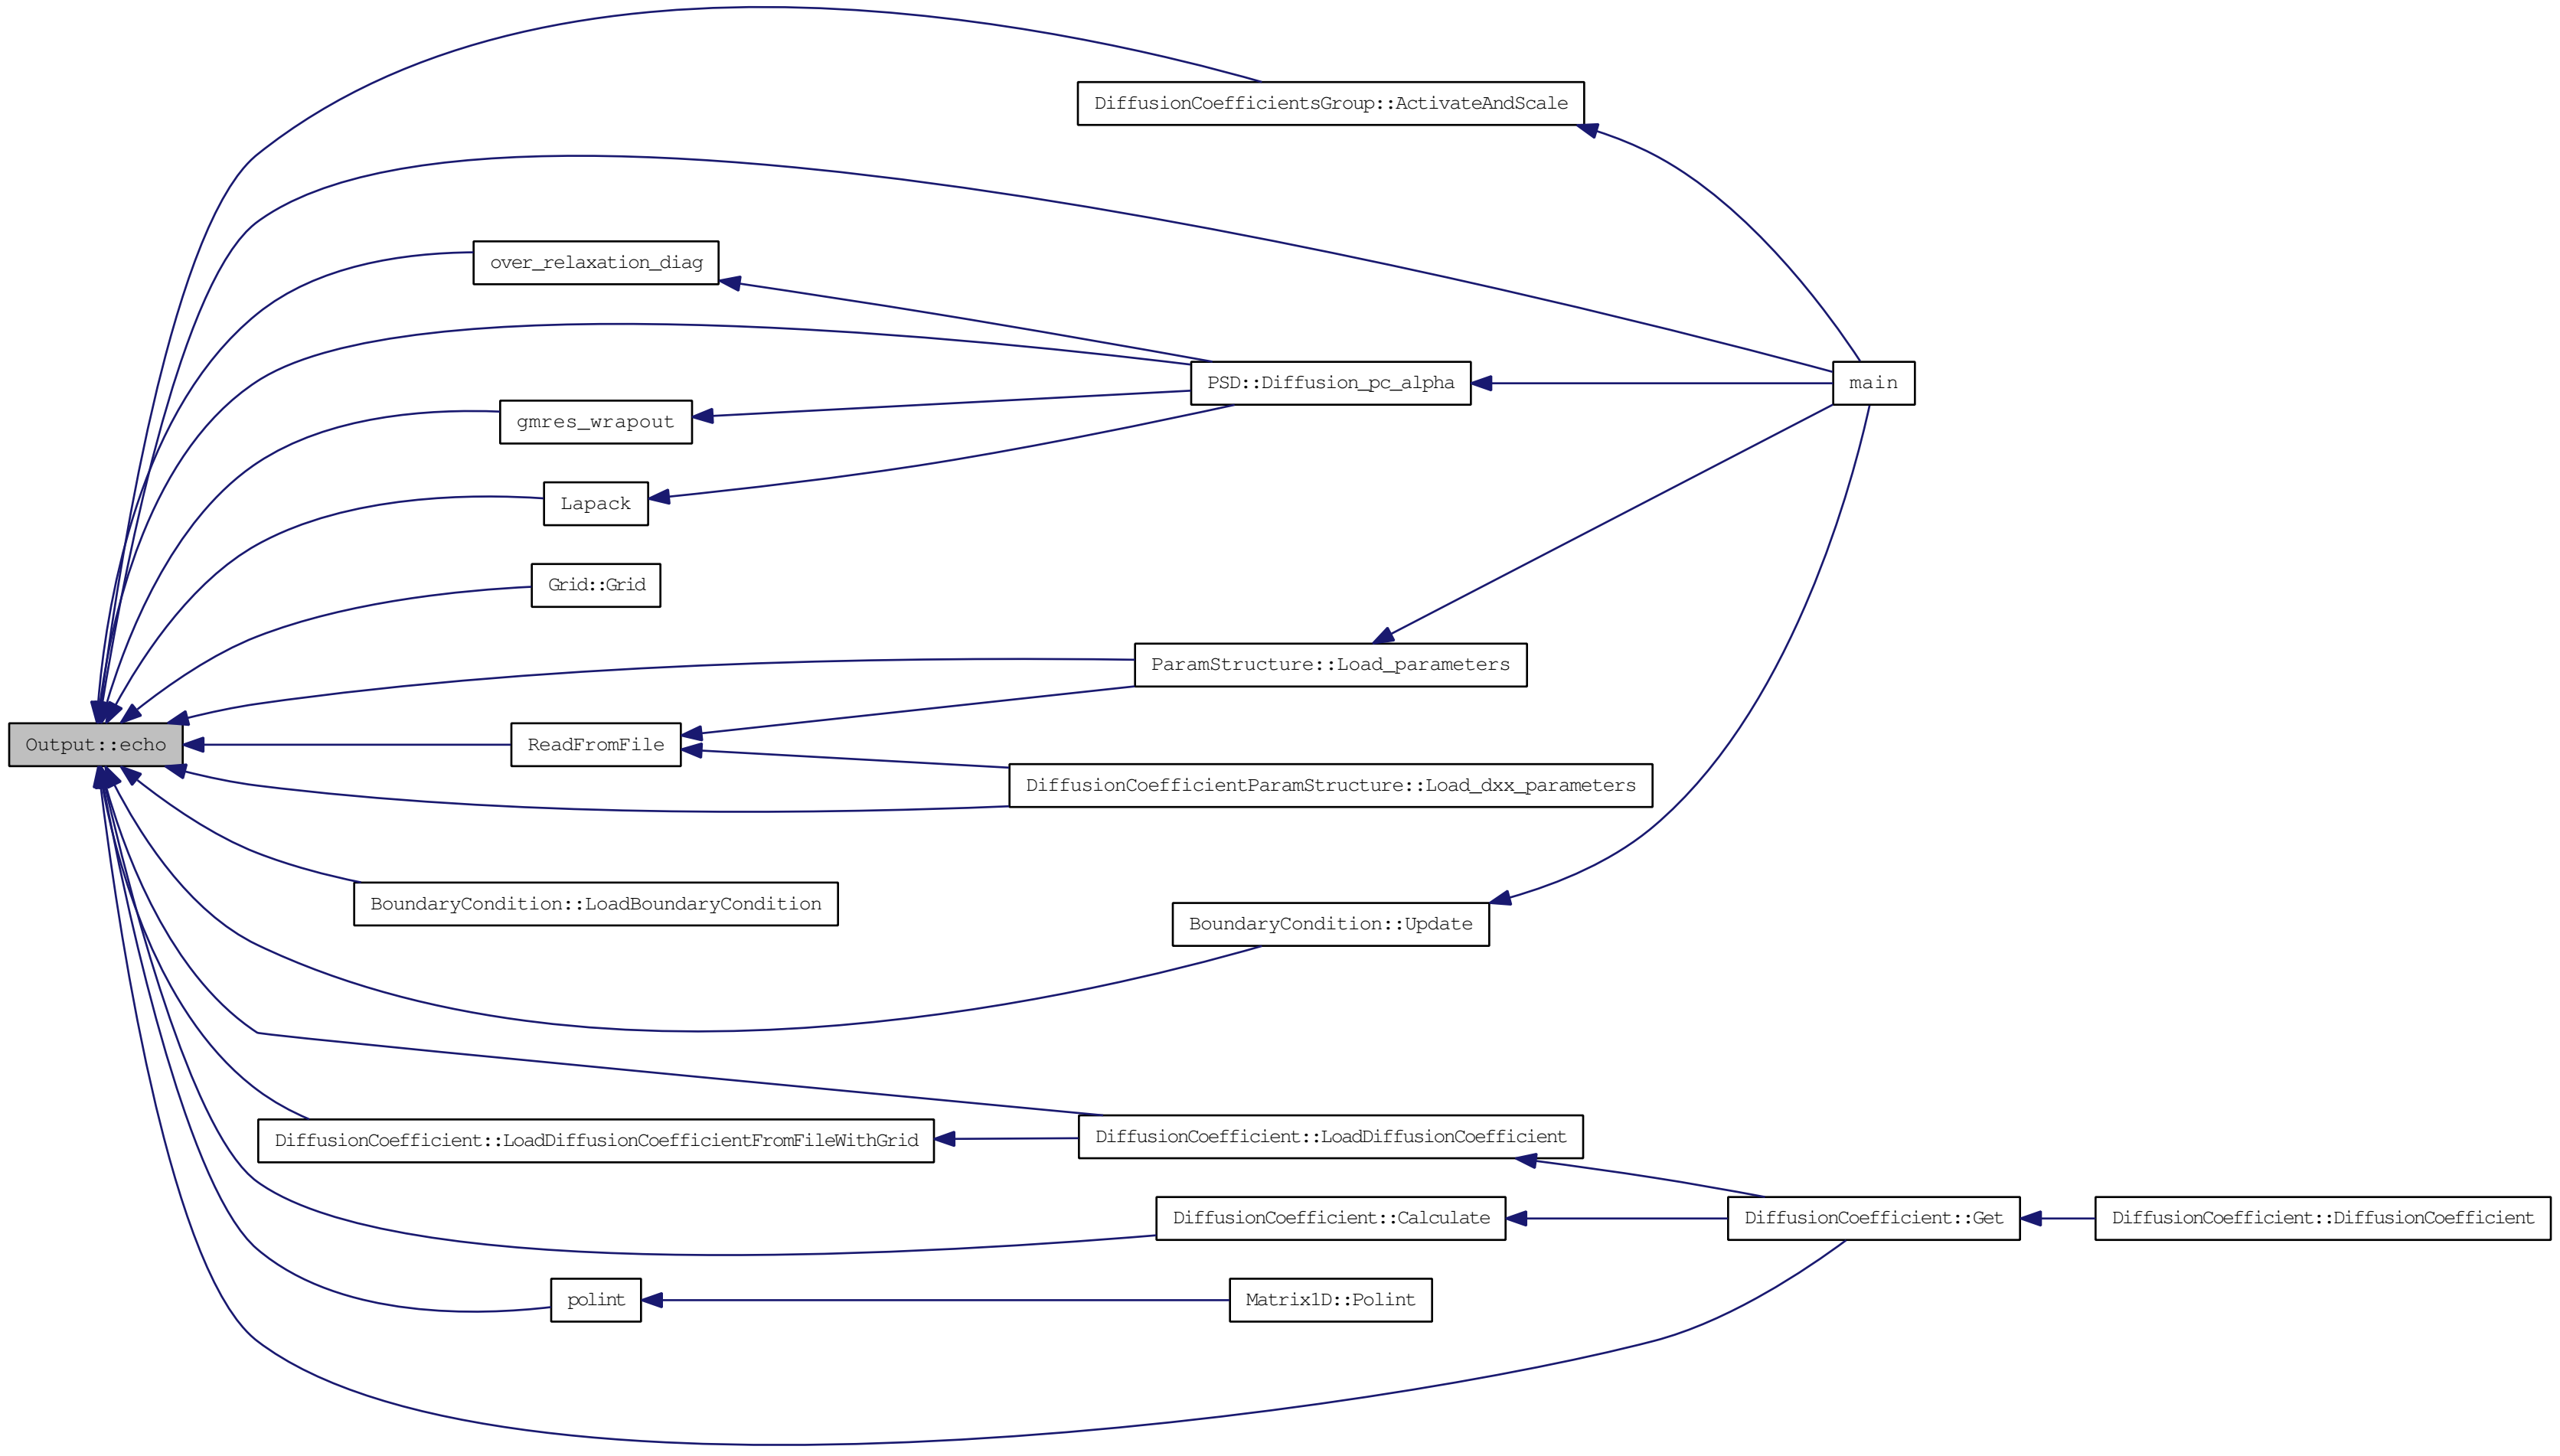 DiffusionCoefficientsGroup::ActivateAndScale
over_relaxation_diag
PSD::Diffusion_pc_alpha
main
gmres_wrapout
Lapack
Grid::Grid
ParamStructure::Load_parameters
Output::echo
ReadFromFile
DiffusionCoefficientParamStructure::Load_dxx_parameters
BoundaryCondition::LoadBoundaryCondition
BoundaryCondition::Update
DiffusionCoefficient::LoadDiffusionCoefficientFromFileWithGrid
DiffusionCoefficient::LoadDiffusionCoefficient
DiffusionCoefficient::Calculate
DiffusionCoefficient::Get
DiffusionCoefficient::DiffusionCoefficient
polint
Matrix1D::Polint